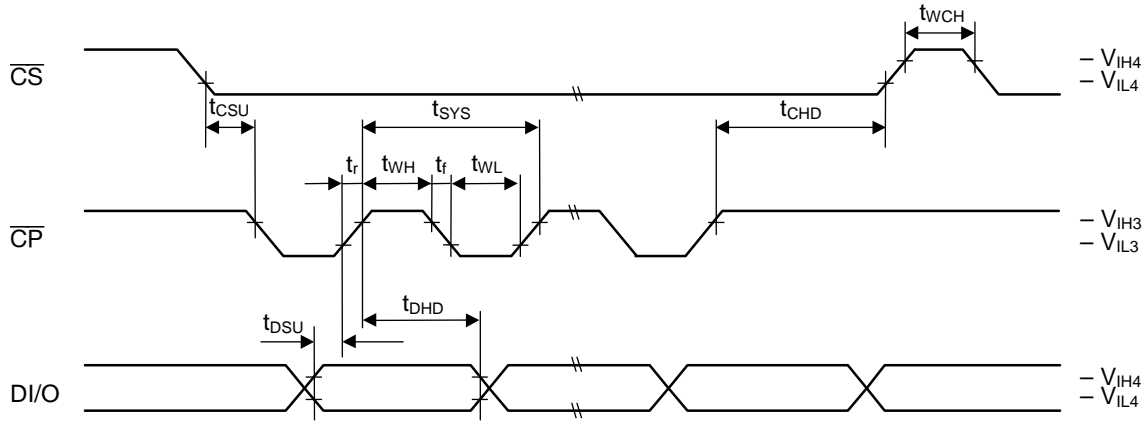 tWCH
CS
– VIH4
– VIL4
tCSU
tSYS
tCHD
tr
tWH
tf
tWL
CP
– VIH3
– VIL3
tDHD
tDSU
DI/O
– VIH4
– VIL4